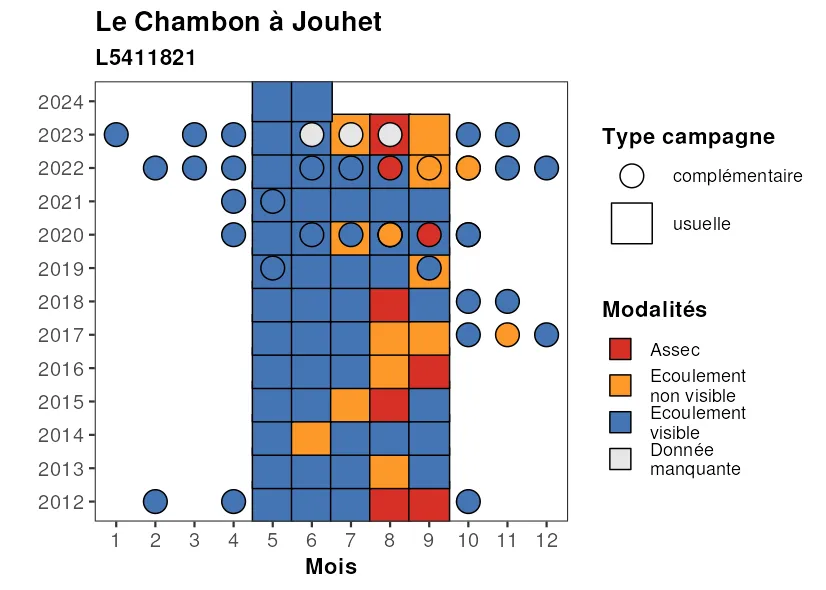 Le Chambon à Jouhet
L5411821
2024
2023
2022
2021
2020
2019
2018
2017
2016
2015
2014
2013
2012
1 2 3 4 5 6 7 8 9 10 11 12
Mois
Type campagne
complémentaire
usuelle
Modalités
Assec
Ecoulement
non visible
Ecoulement
visible
Donnée
manquante